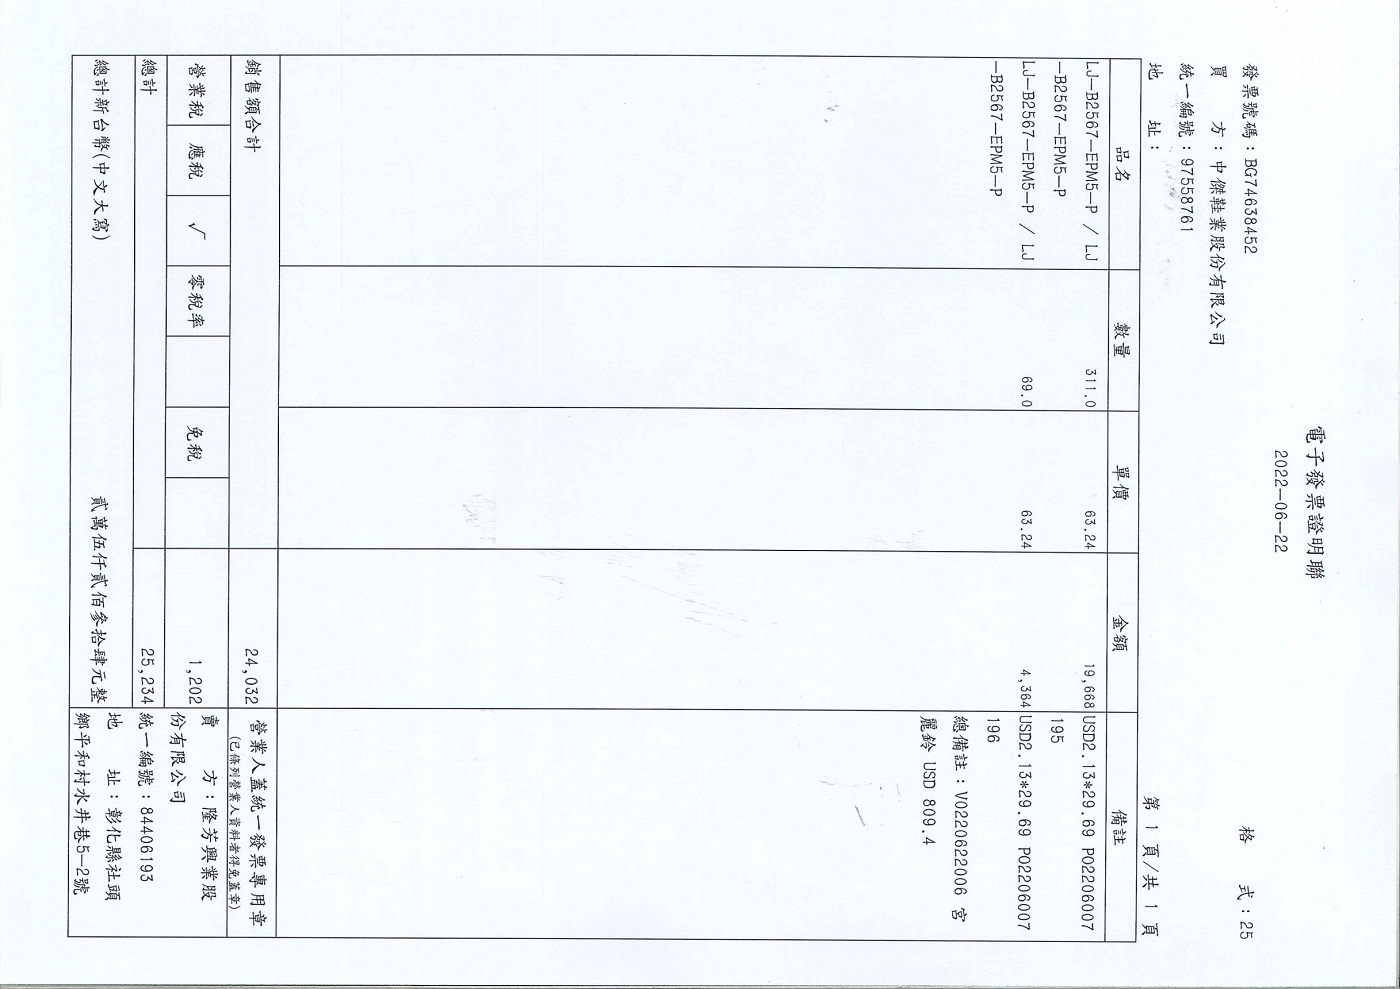 電子發票證明聯
2022-06-22
發票號碼：BG74638452
格　　式：25
買　　方：中傑鞋業股份有限公司
統一編號：97558761
地　　址：
第 1 頁/共 1 頁
品名 數量 單價 金額 備註
LJ-B2567-EPM5-P / LJ 311.0 63.24 19,668 USD2.13*29.69 PO2206007
-B2567-EPM5-P 195
LJ-B2567-EPM5-P / LJ 69.0 63.24 4,364 USD2.13*29.69 PO2206007
-B2567-EPM5-P 196
總備註：V0220622006 宮
麗鈴 USD 809.4
銷售額合計 24,032 營業人蓋統一發票專用章
(已條列營業人資料者得免蓋章)
營業稅 應稅 √ 零稅率 免稅 1,202
賣　　方：隆芳興業股
份有限公司
總計 25,234
統一編號：84406193
地　　址：彰化縣社頭
鄉平和村水井巷5-2號
總計新台幣(中文大寫) 貳萬伍仟貳佰參拾肆元整